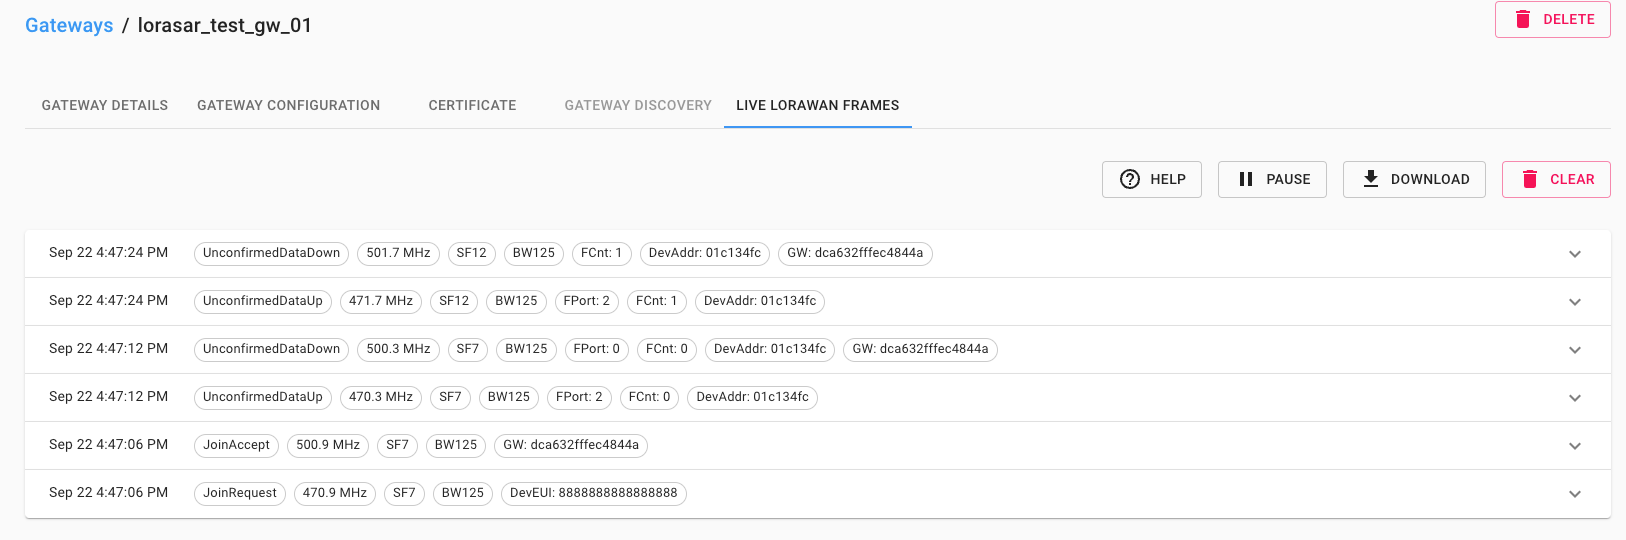 Gateways / lorasar_test_gw_01
DELETE
GATEWAY DETAILS GATEWAY CONFIGURATION CERTIFICATE GATEWAY DISCOVERY LIVE LORAWAN FRAMES
HELP PAUSE DOWNLOAD CLEAR
Sep 22 4:47:24 PM UnconfirmedDataDown 501.7 MHz SF12 BW125 FCnt: 1 DevAddr: 01c134fc GW: dca632fffec4844a
Sep 22 4:47:24 PM UnconfirmedDataUp 471.7 MHz SF12 BW125 FPort: 2 FCnt: 1 DevAddr: 01c134fc
Sep 22 4:47:12 PM UnconfirmedDataDown 500.3 MHz SF7 BW125 FPort: 0 FCnt: 0 DevAddr: 01c134fc GW: dca632fffec4844a
Sep 22 4:47:12 PM UnconfirmedDataUp 470.3 MHz SF7 BW125 FPort: 2 FCnt: 0 DevAddr: 01c134fc
Sep 22 4:47:06 PM JoinAccept 500.9 MHz SF7 BW125 GW: dca632fffec4844a
Sep 22 4:47:06 PM JoinRequest 470.9 MHz SF7 BW125 DevEUI: 8888888888888888